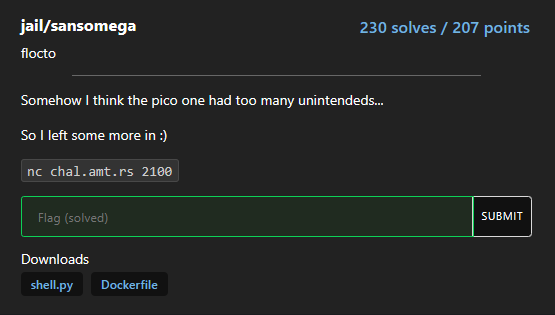 jail/sansomega
230 solves / 207 points
flocto
Somehow I think the pico one had too many unintendeds...
So I left some more in :)
nc chal.amt.rs 2100
Flag (solved)
SUBMIT
Downloads
shell.py
Dockerfile